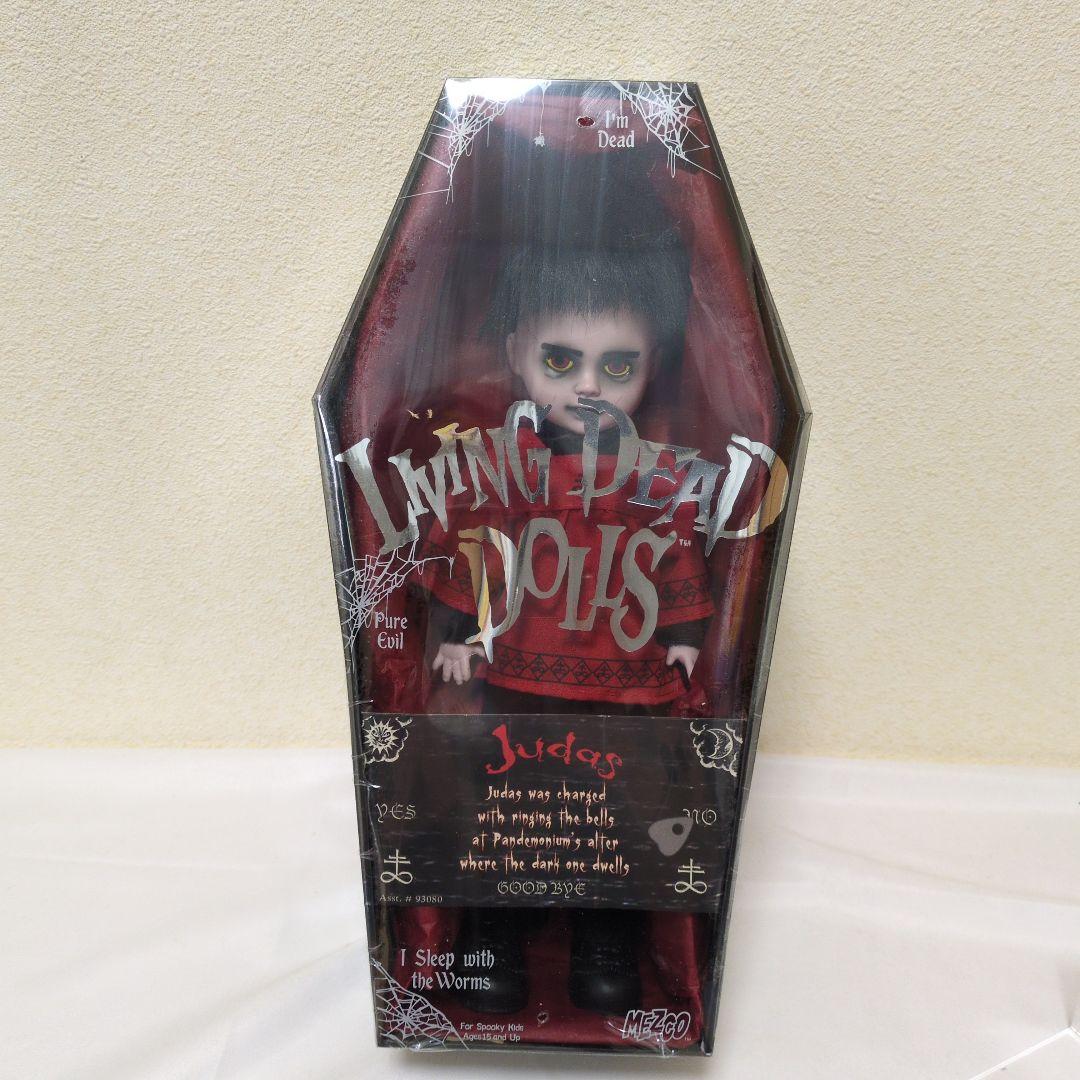 I'm
Dead
LIVING DEAD
DOLLS
Pure
Evil
Judas
Judas was charged
with ringing the bells
at Pandemonium's alter
where the dark one dwells
YES
NO
GOOD BYE
Asst. # 93080
I Sleep with
the Worms
For Spooky Kids
Ages 15 and Up
MEZCO